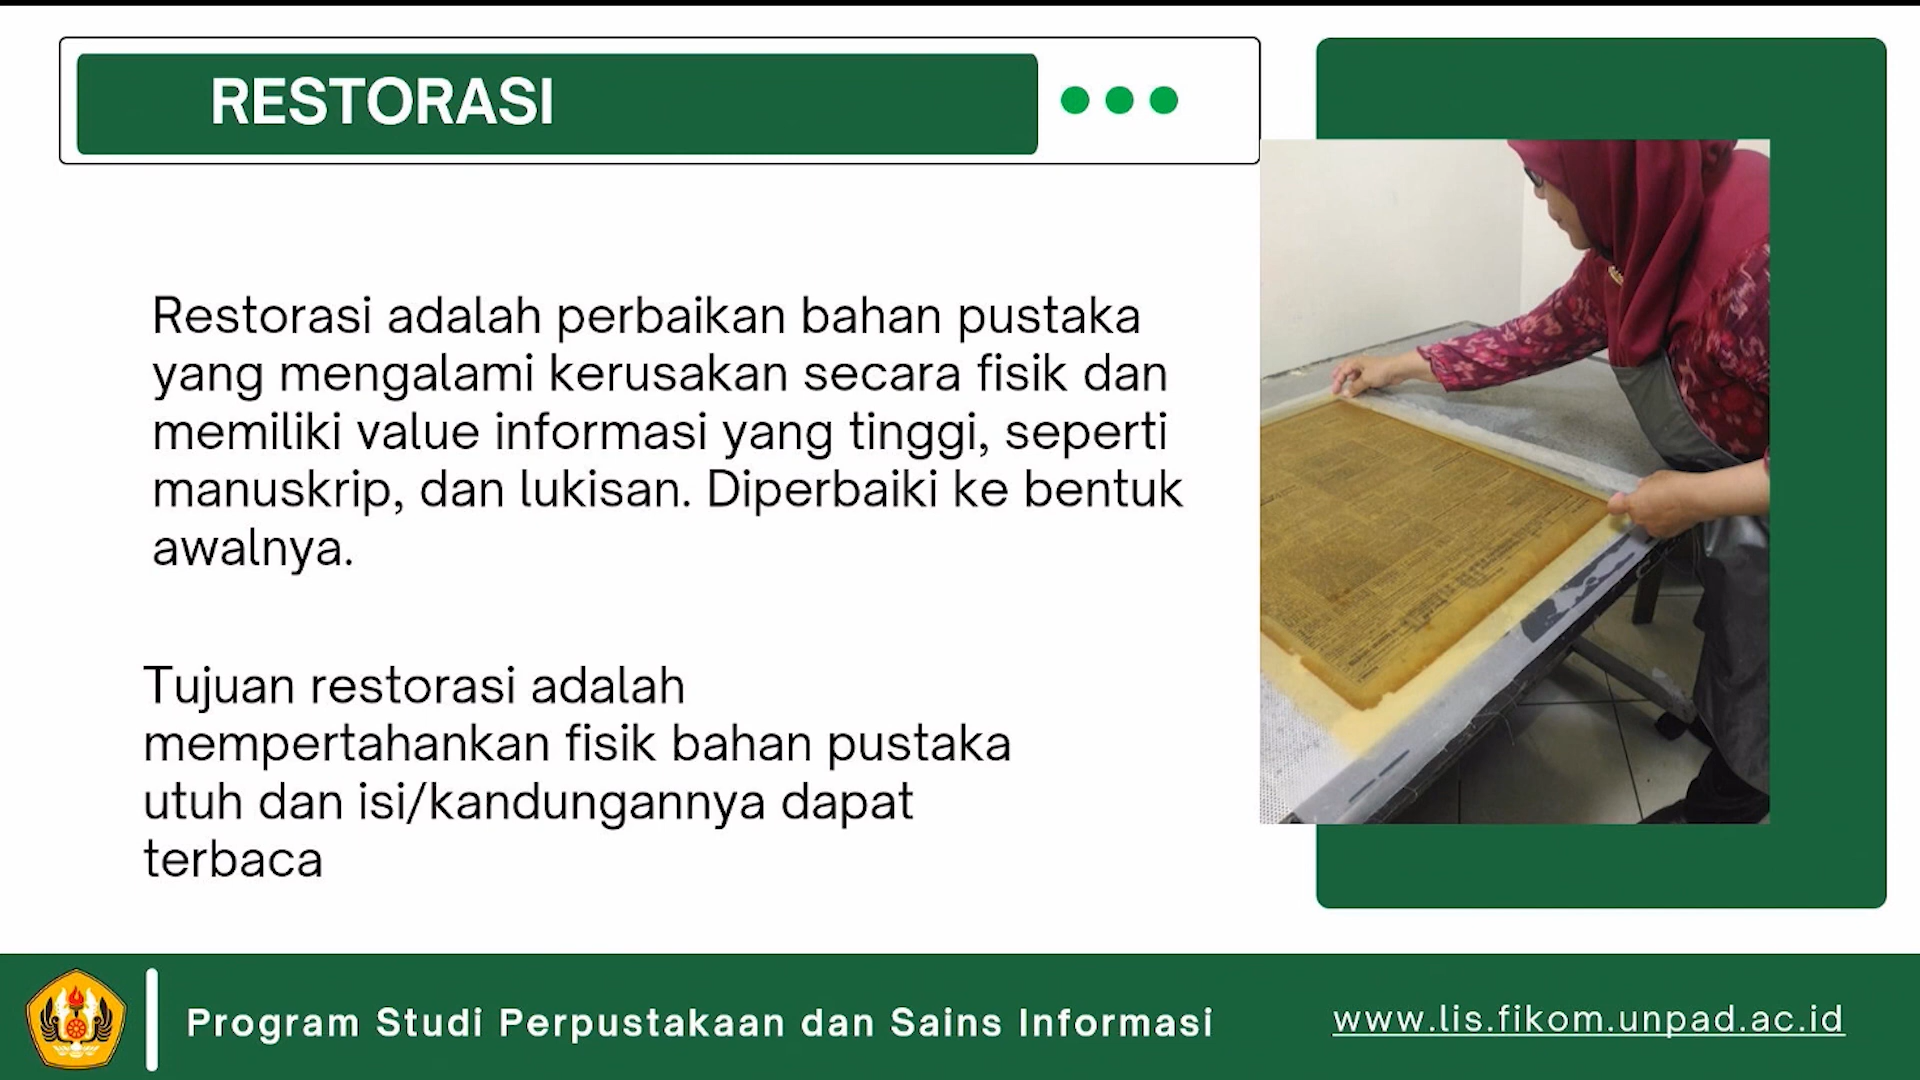 RESTORASI
Restorasi adalah perbaikan bahan pustaka
yang mengalami kerusakan secara fisik dan
memiliki value informasi yang tinggi, seperti
manuskrip, dan lukisan. Diperbaiki ke bentuk
awalnya.
Tujuan restorasi adalah
mempertahankan fisik bahan pustaka
utuh dan isi/kandungannya dapat
terbaca
Program Studi Perpustakaan dan Sains Informasi
www.lis.fikom.unpad.ac.id